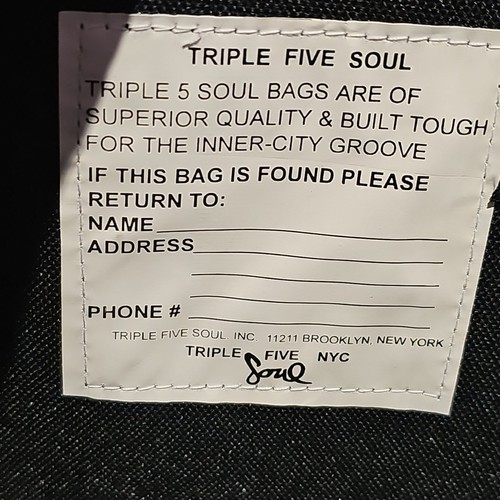 TRIPLE FIVE SOUL
TRIPLE 5 SOUL BAGS ARE OF
SUPERIOR QUALITY & BUILT TOUGH
FOR THE INNER-CITY GROOVE
IF THIS BAG IS FOUND PLEASE
RETURN TO:
NAME
ADDRESS
PHONE #
TRIPLE FIVE SOUL INC. 11211 BROOKLYN, NEW YORK
TRIPLE FIVE NYC
Soul